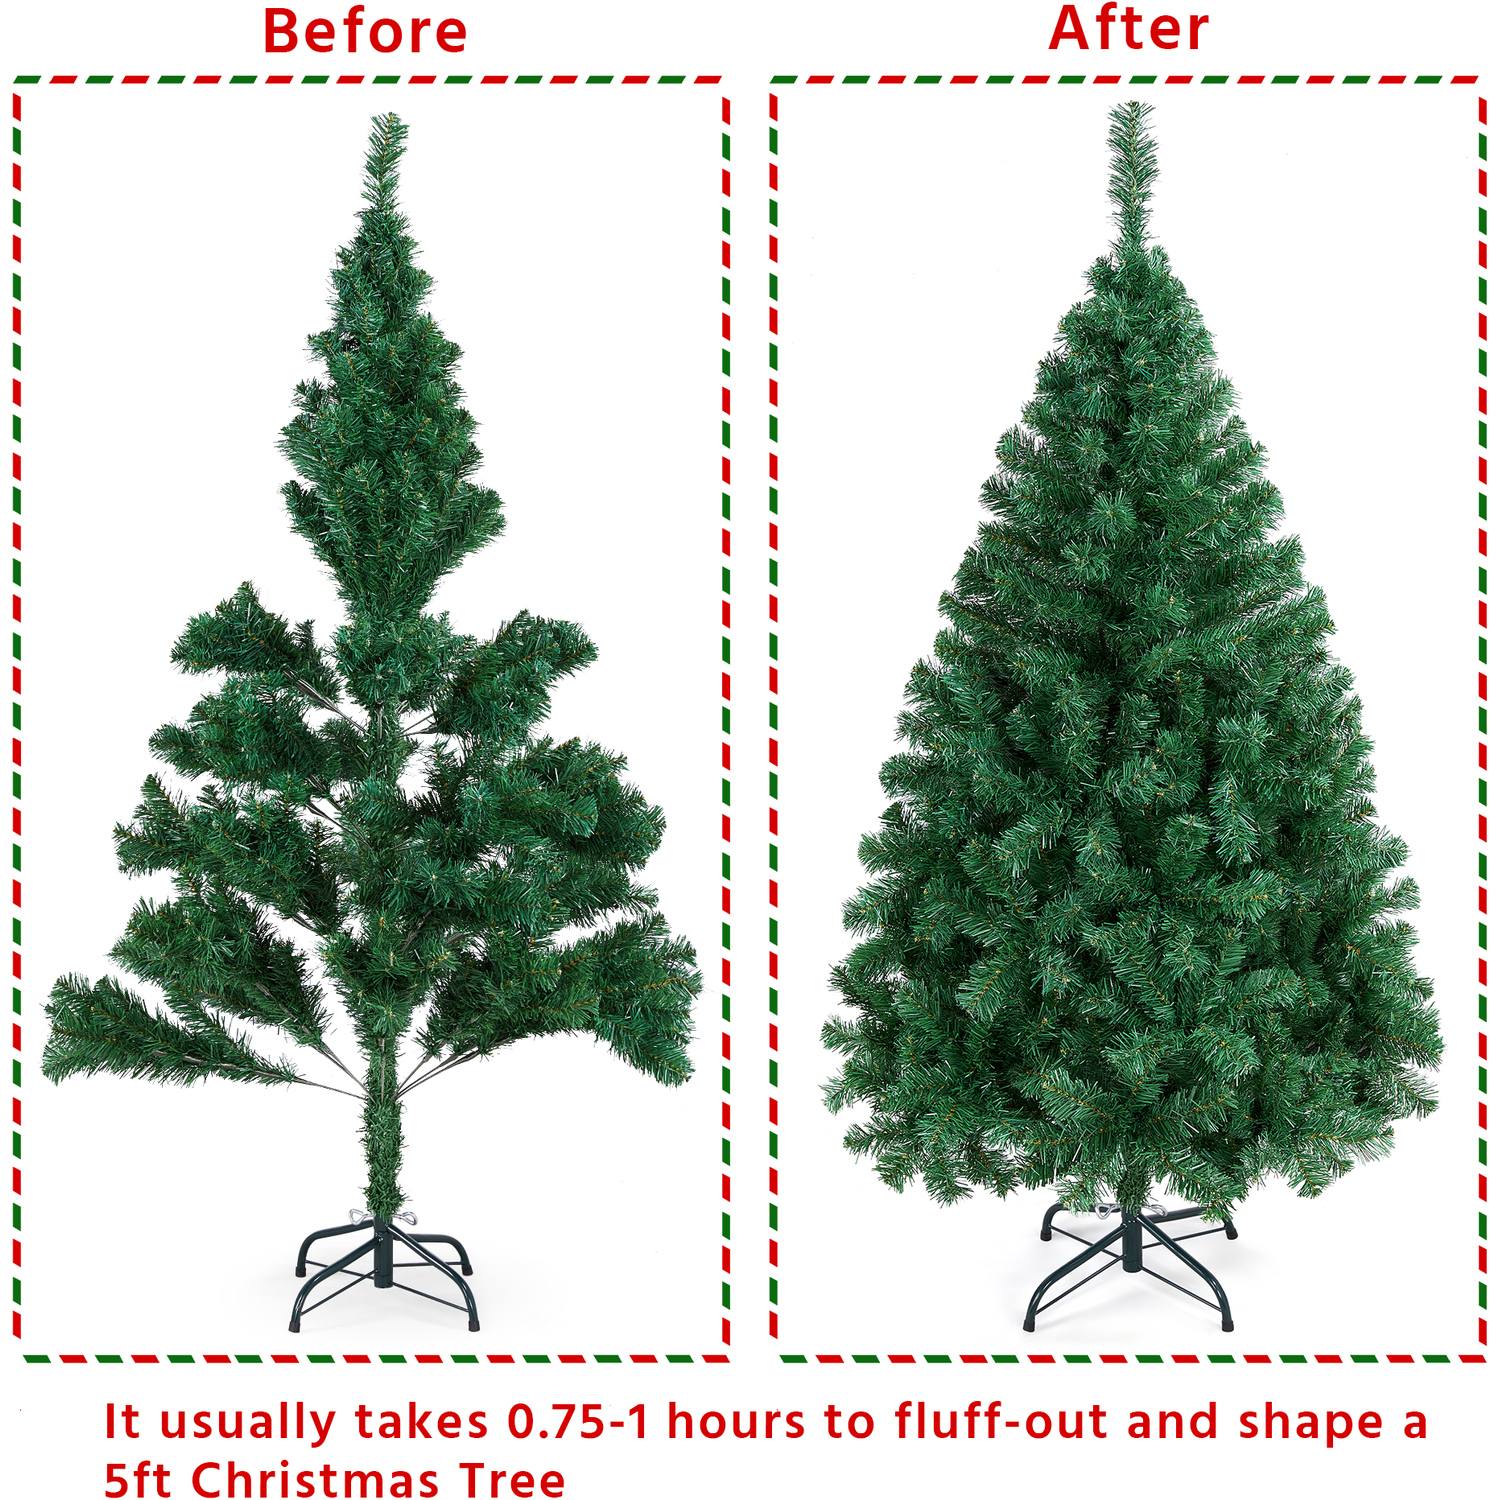 Before
After
It usually takes 0.75-1 hours to fluff-out and shape a
5ft Christmas Tree